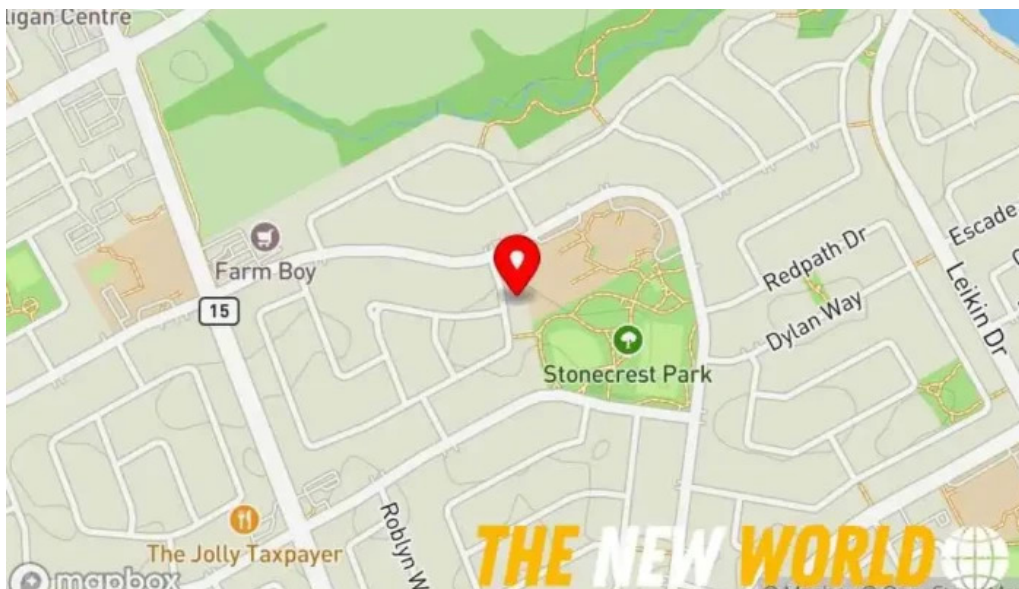 ligan Centre
Farm Boy
15
Redpath Dr
Escade
Leikin Dr
Dylan Way
Stonecrest Park
Roblyn W
The Jolly Taxpayer
THE NEW WORLD
mapbox